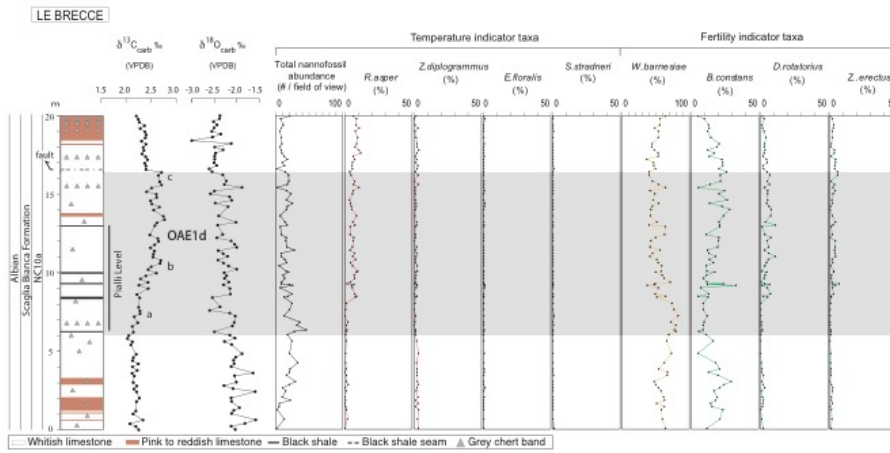 LE BRECCE
Temperature indicator taxa
Fertility indicator taxa
δ13Ccarb ‰
(VPDB)
δ18Ocarb ‰
(VPDB)
Total nannofossil
abundance
(# / field of view)
R.asper
(%)
Z.diplogrammus
(%)
E.floralis
(%)
S.stradneri
(%)
W.barnesiae
(%)
B.constans
(%)
D.rotatorius
(%)
Z..erectus
(%)
m
1.5 2.0 2.5 3.0
-3.0 -2.5 -2.0 -1.5
0 100
0 50
0 50
0 50
0 50
0 100
0 50
0 50
0 50
20
fault
15
10
5
0
c
OAE1d
b
a
Pialli Level
Albian
Scaglia Bianca Formation
NC10a
Whitish limestone
Pink to reddish limestone
Black shale
Black shale seam
Grey chert band